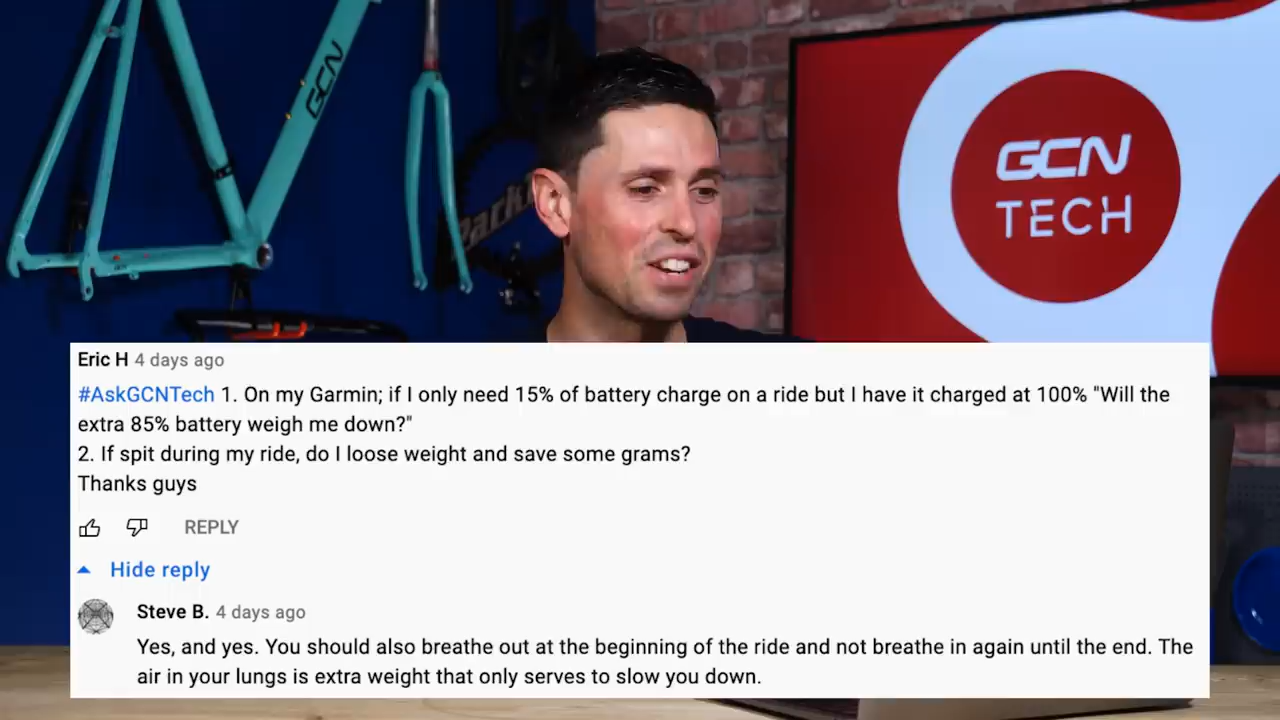 GCN
Park
GCN
TECH
Eric H 4 days ago
#AskGCNTech 1. On my Garmin; if I only need 15% of battery charge on a ride but I have it charged at 100% "Will the
extra 85% battery weigh me down?"
2. If spit during my ride, do I loose weight and save some grams?
Thanks guys
REPLY
Hide reply
Steve B. 4 days ago
Yes, and yes. You should also breathe out at the beginning of the ride and not breathe in again until the end. The
air in your lungs is extra weight that only serves to slow you down.